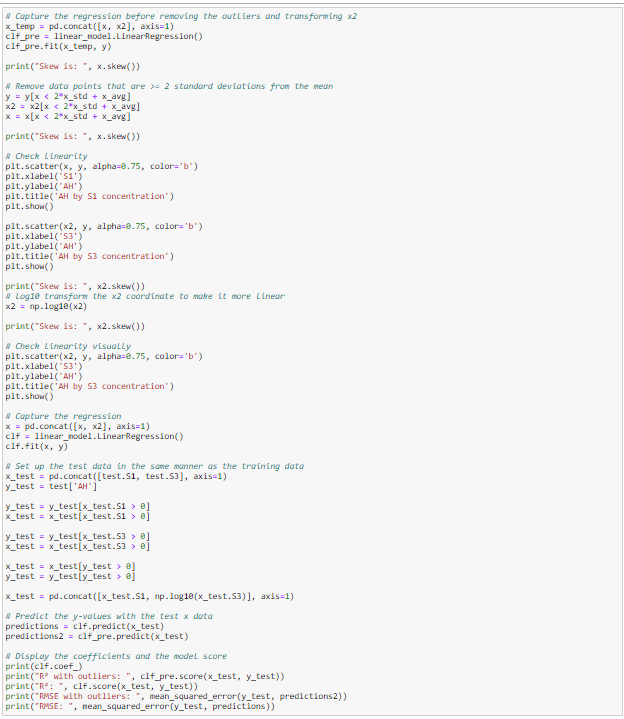 # Capture the regression before removing the outliers and transforming x2
x_temp = pd.concat([x, x2], axis=1)
clf_pre = linear_model.LinearRegression()
clf_pre.fit(x_temp, y)
print("Skew is: ", x.skew())
# Remove data points that are >= 2 standard deviations from the mean
y = y[x < 2*x_std + x_avg]
x2 = x2[x < 2*x_std + x_avg]
x = x[x < 2*x_std + x_avg]
print("Skew is: ", x.skew())
# Check Linearity
plt.scatter(x, y, alpha=0.75, color='b')
plt.xlabel('S1')
plt.ylabel('AH')
plt.title('AH by S1 concentration')
plt.show()
plt.scatter(x2, y, alpha=0.75, color='b')
plt.xlabel('S3')
plt.ylabel('AH')
plt.title('AH by S3 concentration')
plt.show()
print("Skew is: ", x2.skew())
# Log10 transform the x2 coordinate to make it more linear
x2 = np.log10(x2)
print("Skew is: ", x2.skew())
# Check Linearity visually
plt.scatter(x2, y, alpha=0.75, color='b')
plt.xlabel('S3')
plt.ylabel('AH')
plt.title('AH by S3 concentration')
plt.show()
# Capture the regression
x = pd.concat([x, x2], axis=1)
clf = linear_model.LinearRegression()
clf.fit(x, y)
# Set up the test data in the same manner as the training data
x_test = pd.concat([test.S1, test.S3], axis=1)
y_test = test['AH']
y_test = y_test[x_test.S1 > 0]
x_test = x_test[x_test.S1 > 0]
y_test = y_test[x_test.S3 > 0]
x_test = x_test[x_test.S3 > 0]
x_test = x_test[y_test > 0]
y_test = y_test[y_test > 0]
x_test = pd.concat([x_test.S1, np.log10(x_test.S3)], axis=1)
# Predict the y-values with the test x data
predictions = clf.predict(x_test)
predictions2 = clf_pre.predict(x_test)
# Display the coefficients and the model score
print(clf.coef_)
print("R² with outliers: ", clf_pre.score(x_test, y_test))
print("R²: ", clf.score(x_test, y_test))
print("RMSE with outliers: ", mean_squared_error(y_test, predictions2))
print("RMSE: ", mean_squared_error(y_test, predictions))